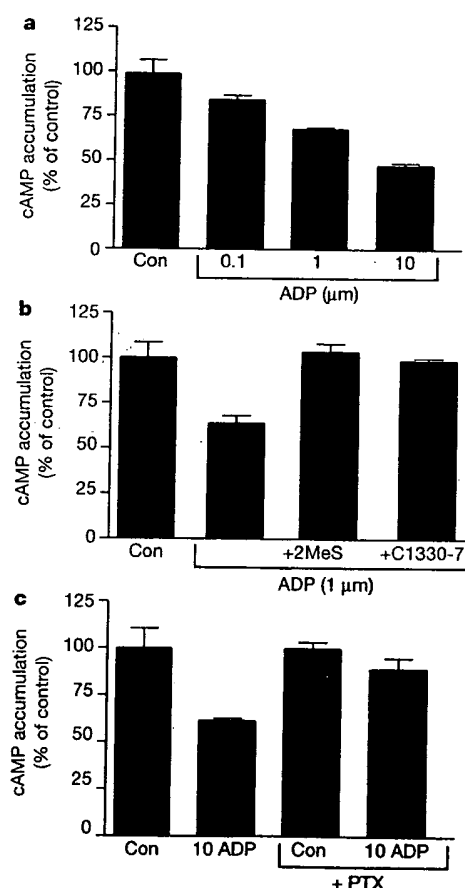 a
cAMP accumulation
(% of control)
125
100
75
50
25
0
Con
0.1
1
10
ADP (µm)
b
cAMP accumulation
(% of control)
125
100
75
50
25
0
Con
+2MeS
+C1330-7
ADP (1 µm)
c
cAMP accumulation
(% of control)
125
100
75
50
25
0
Con
10 ADP
Con
10 ADP
+ PTX